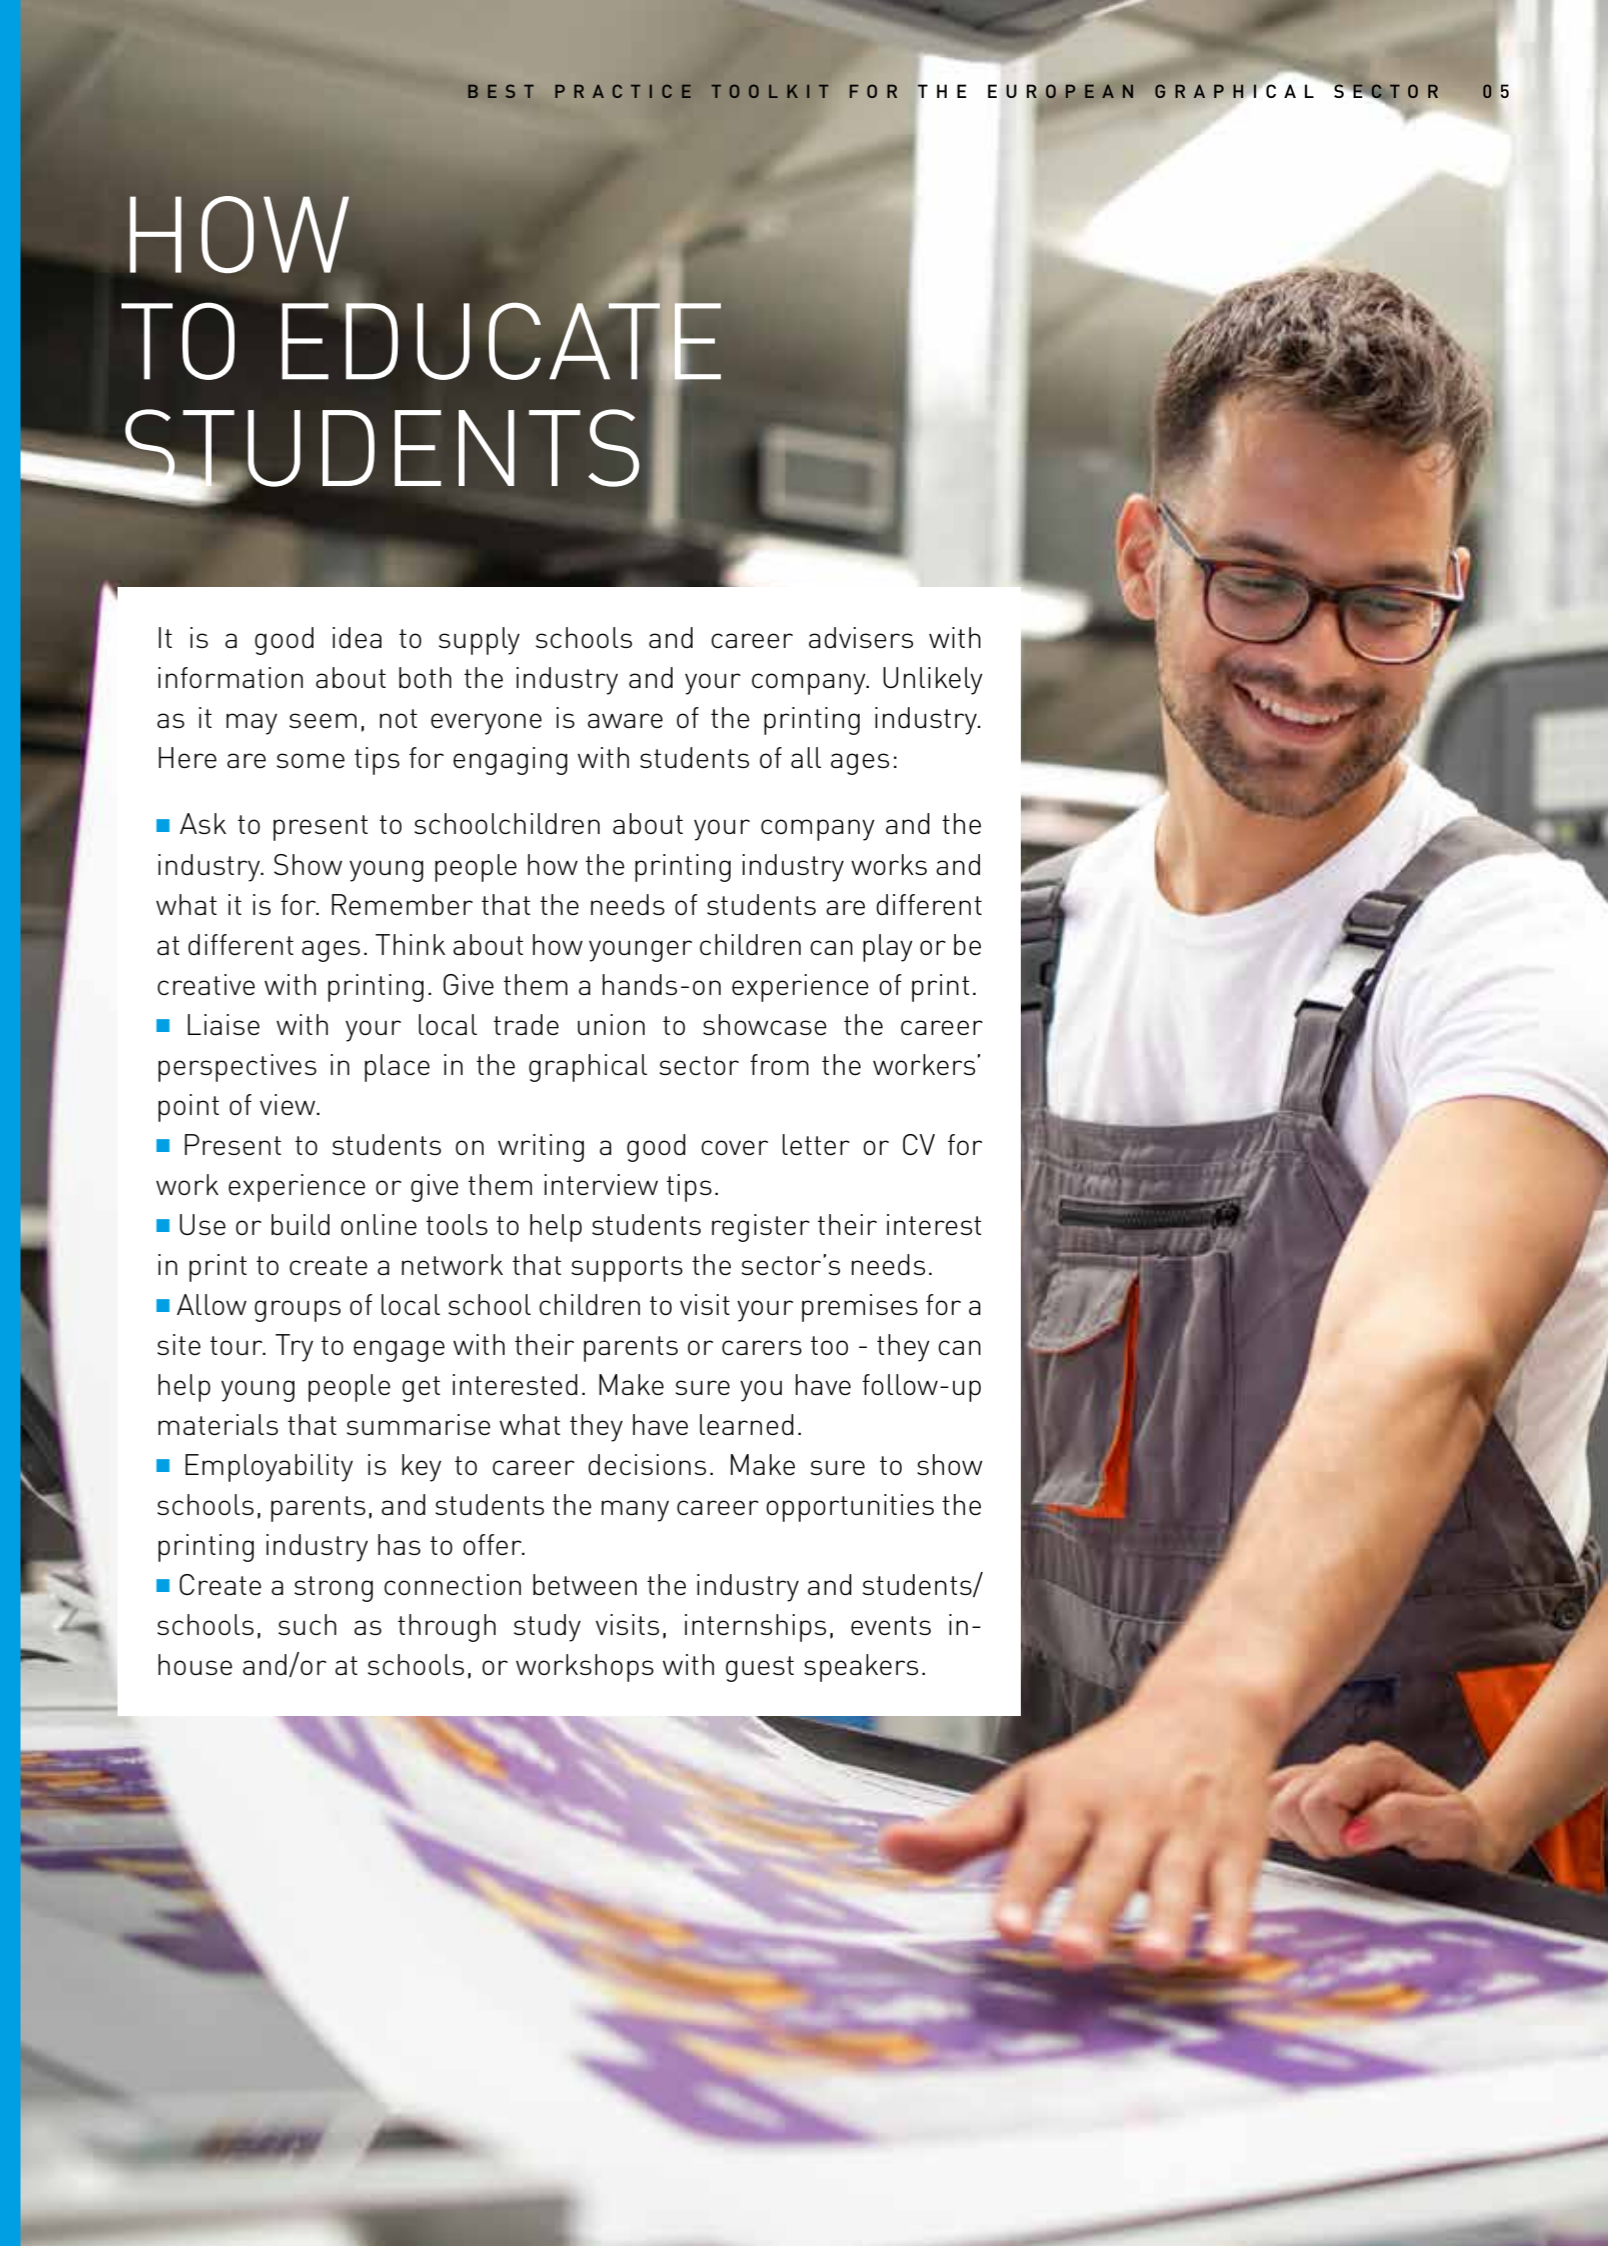 BEST PRACTICE TOOLKIT FOR THE EUROPEAN GRAPHICAL SECTOR 05
HOW
TO EDUCATE
STUDENTS
It is a good idea to supply schools and career advisers with
information about both the industry and your company. Unlikely
as it may seem, not everyone is aware of the printing industry.
Here are some tips for engaging with students of all ages:
■ Ask to present to schoolchildren about your company and the
industry. Show young people how the printing industry works and
what it is for. Remember that the needs of students are different
at different ages. Think about how younger children can play or be
creative with printing. Give them a hands-on experience of print.
■ Liaise with your local trade union to showcase the career
perspectives in place in the graphical sector from the workers'
point of view.
■ Present to students on writing a good cover letter or CV for
work experience or give them interview tips.
■ Use or build online tools to help students register their interest
in print to create a network that supports the sector's needs.
■ Allow groups of local school children to visit your premises for a
site tour. Try to engage with their parents or carers too - they can
help young people get interested. Make sure you have follow-up
materials that summarise what they have learned.
■ Employability is key to career decisions. Make sure to show
schools, parents, and students the many career opportunities the
printing industry has to offer.
■ Create a strong connection between the industry and students/
schools, such as through study visits, internships, events in-
house and/or at schools, or workshops with guest speakers.